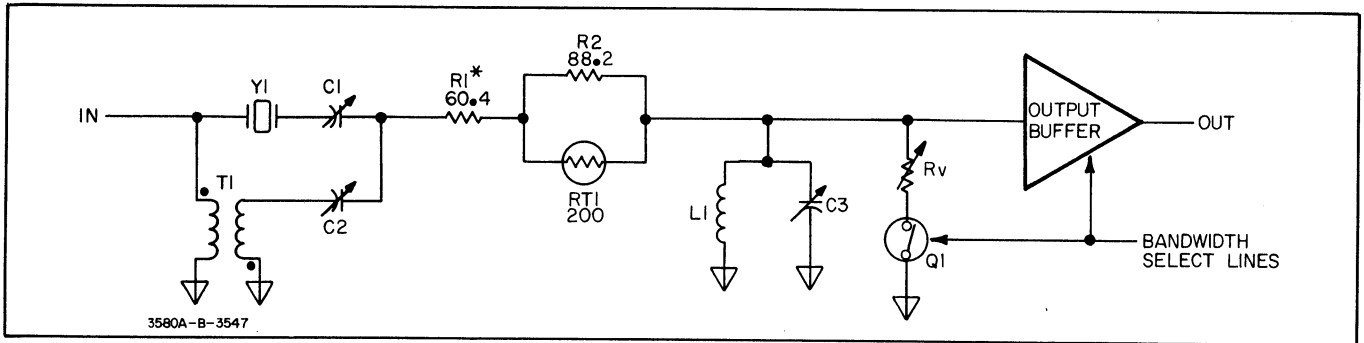 IN
Y1
C1
R1*
60.4
R2
88.2
RT1
200
T1
C2
L1
C3
Rv
Q1
OUTPUT
BUFFER
OUT
BANDWIDTH
SELECT LINES
3580A-B-3547